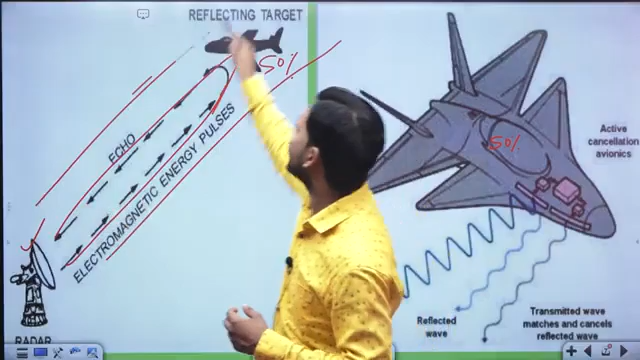 REFLECTING TARGET
50%
ECHO
ELECTROMAGNETIC ENERGY PULSES
RADAR
50%
Active
cancellation
avionics
Reflected
wave
Transmitted wave
matches and cancels
reflected wave